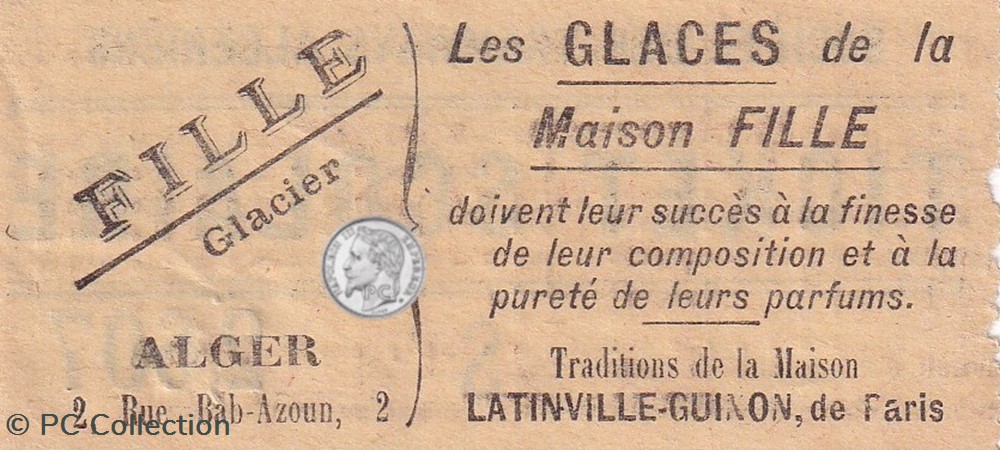 FILLE
Glacier
ALGER
2, Rue Bab-Azoun, 2
Les GLACES de la
Maison FILLE
doivent leur succès à la finesse
de leur composition et à la
pureté de leurs parfums.
Traditions de la Maison
LATINVILLE-GUIXON, de Paris
PC
© PC Collection